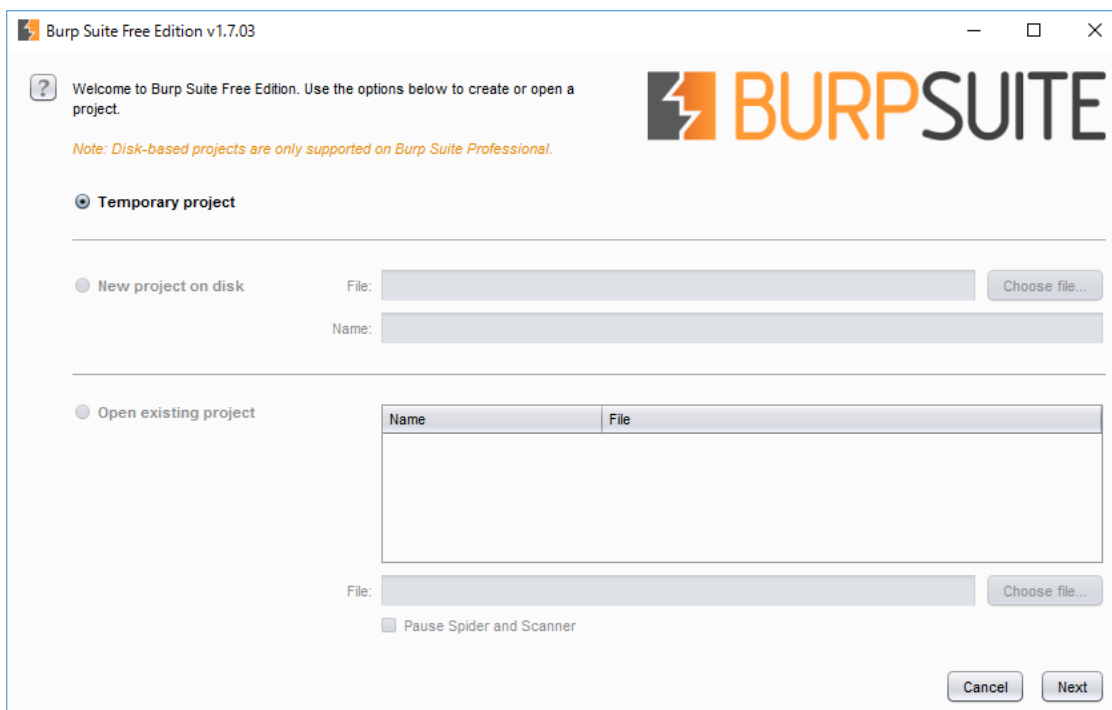 Burp Suite Free Edition v1.7.03
?
Welcome to Burp Suite Free Edition. Use the options below to create or open a
project.
BURPSUITE
Note: Disk-based projects are only supported on Burp Suite Professional.
Temporary project
New project on disk File: Choose file...
Name:
Open existing project
Name File
File: Choose file...
Pause Spider and Scanner
Cancel Next